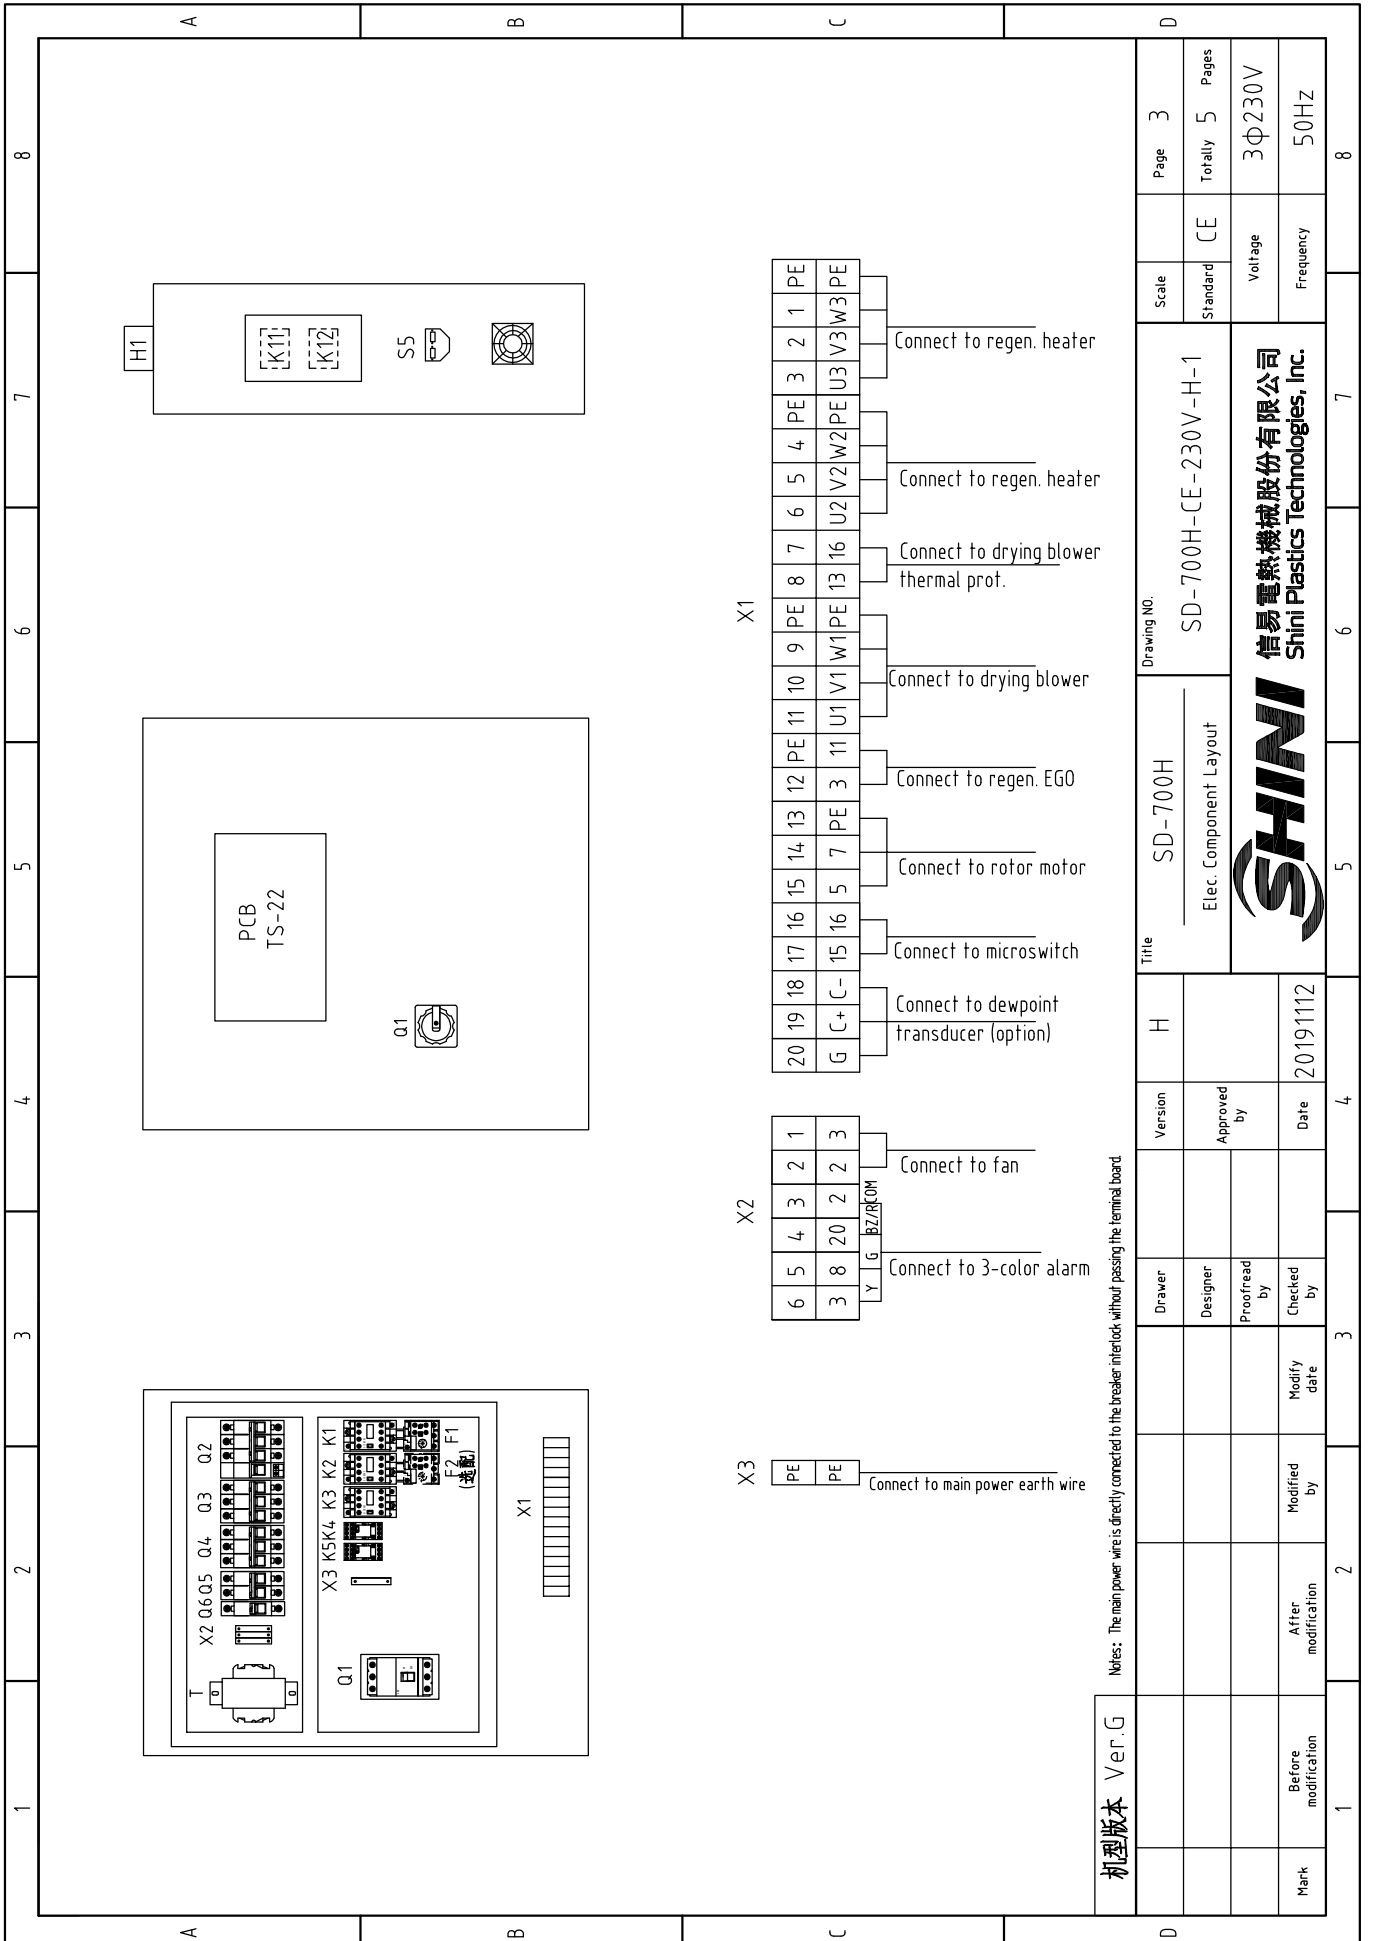 1 2 3 4 5 6 7 8
A
B
C
D
T
X2 Q6 Q5 Q4 Q3 Q2
Q1
X3 K5 K4 K3 K2 K1
F2 F1
(选配)
X1
PCB
TS-22
Q1
H1
K11
K12
S5
X3
PE
PE
Connect to main power earth wire
X2
6 5 4 3 2 1
3 8 20 2 2 3
Y G BZ/R COM
Connect to 3-color alarm
Connect to fan
X1
20 19 18 17 16 15 14 13 12 PE 11 10 9 PE 8 7 6 5 4 PE 3 2 1 PE
G C+ C- 15 16 5 7 PE 3 11 U1 V1 W1 PE 13 16 U2 V2 W2 PE U3 V3 W3 PE
Connect to dewpoint
transducer (option)
Connect to microswitch
Connect to rotor motor
Connect to regen. EGO
Connect to drying blower
Connect to drying blower
thermal prot.
Connect to regen. heater
Connect to regen. heater
机型版本 Ver.G
Notes: The main power wire is directly connected to the breaker interlock without passing the terminal board.
Mark
Before
modification
After
modification
Modified
by
Modify
date
Drawer
Designer
Proofread
by
Checked
by
Version H
Approved
by
Date 20191112
Title
SD-700H
Elec. Component Layout
Drawing NO.
SD-700H-CE-230V-H-1
SHINI
信易電熱機械股份有限公司
Shini Plastics Technologies, Inc.
Scale
Page 3
Standard CE
Totally 5 Pages
Voltage 3Φ230V
Frequency 50HZ
A
B
C
D
1 2 3 4 5 6 7 8